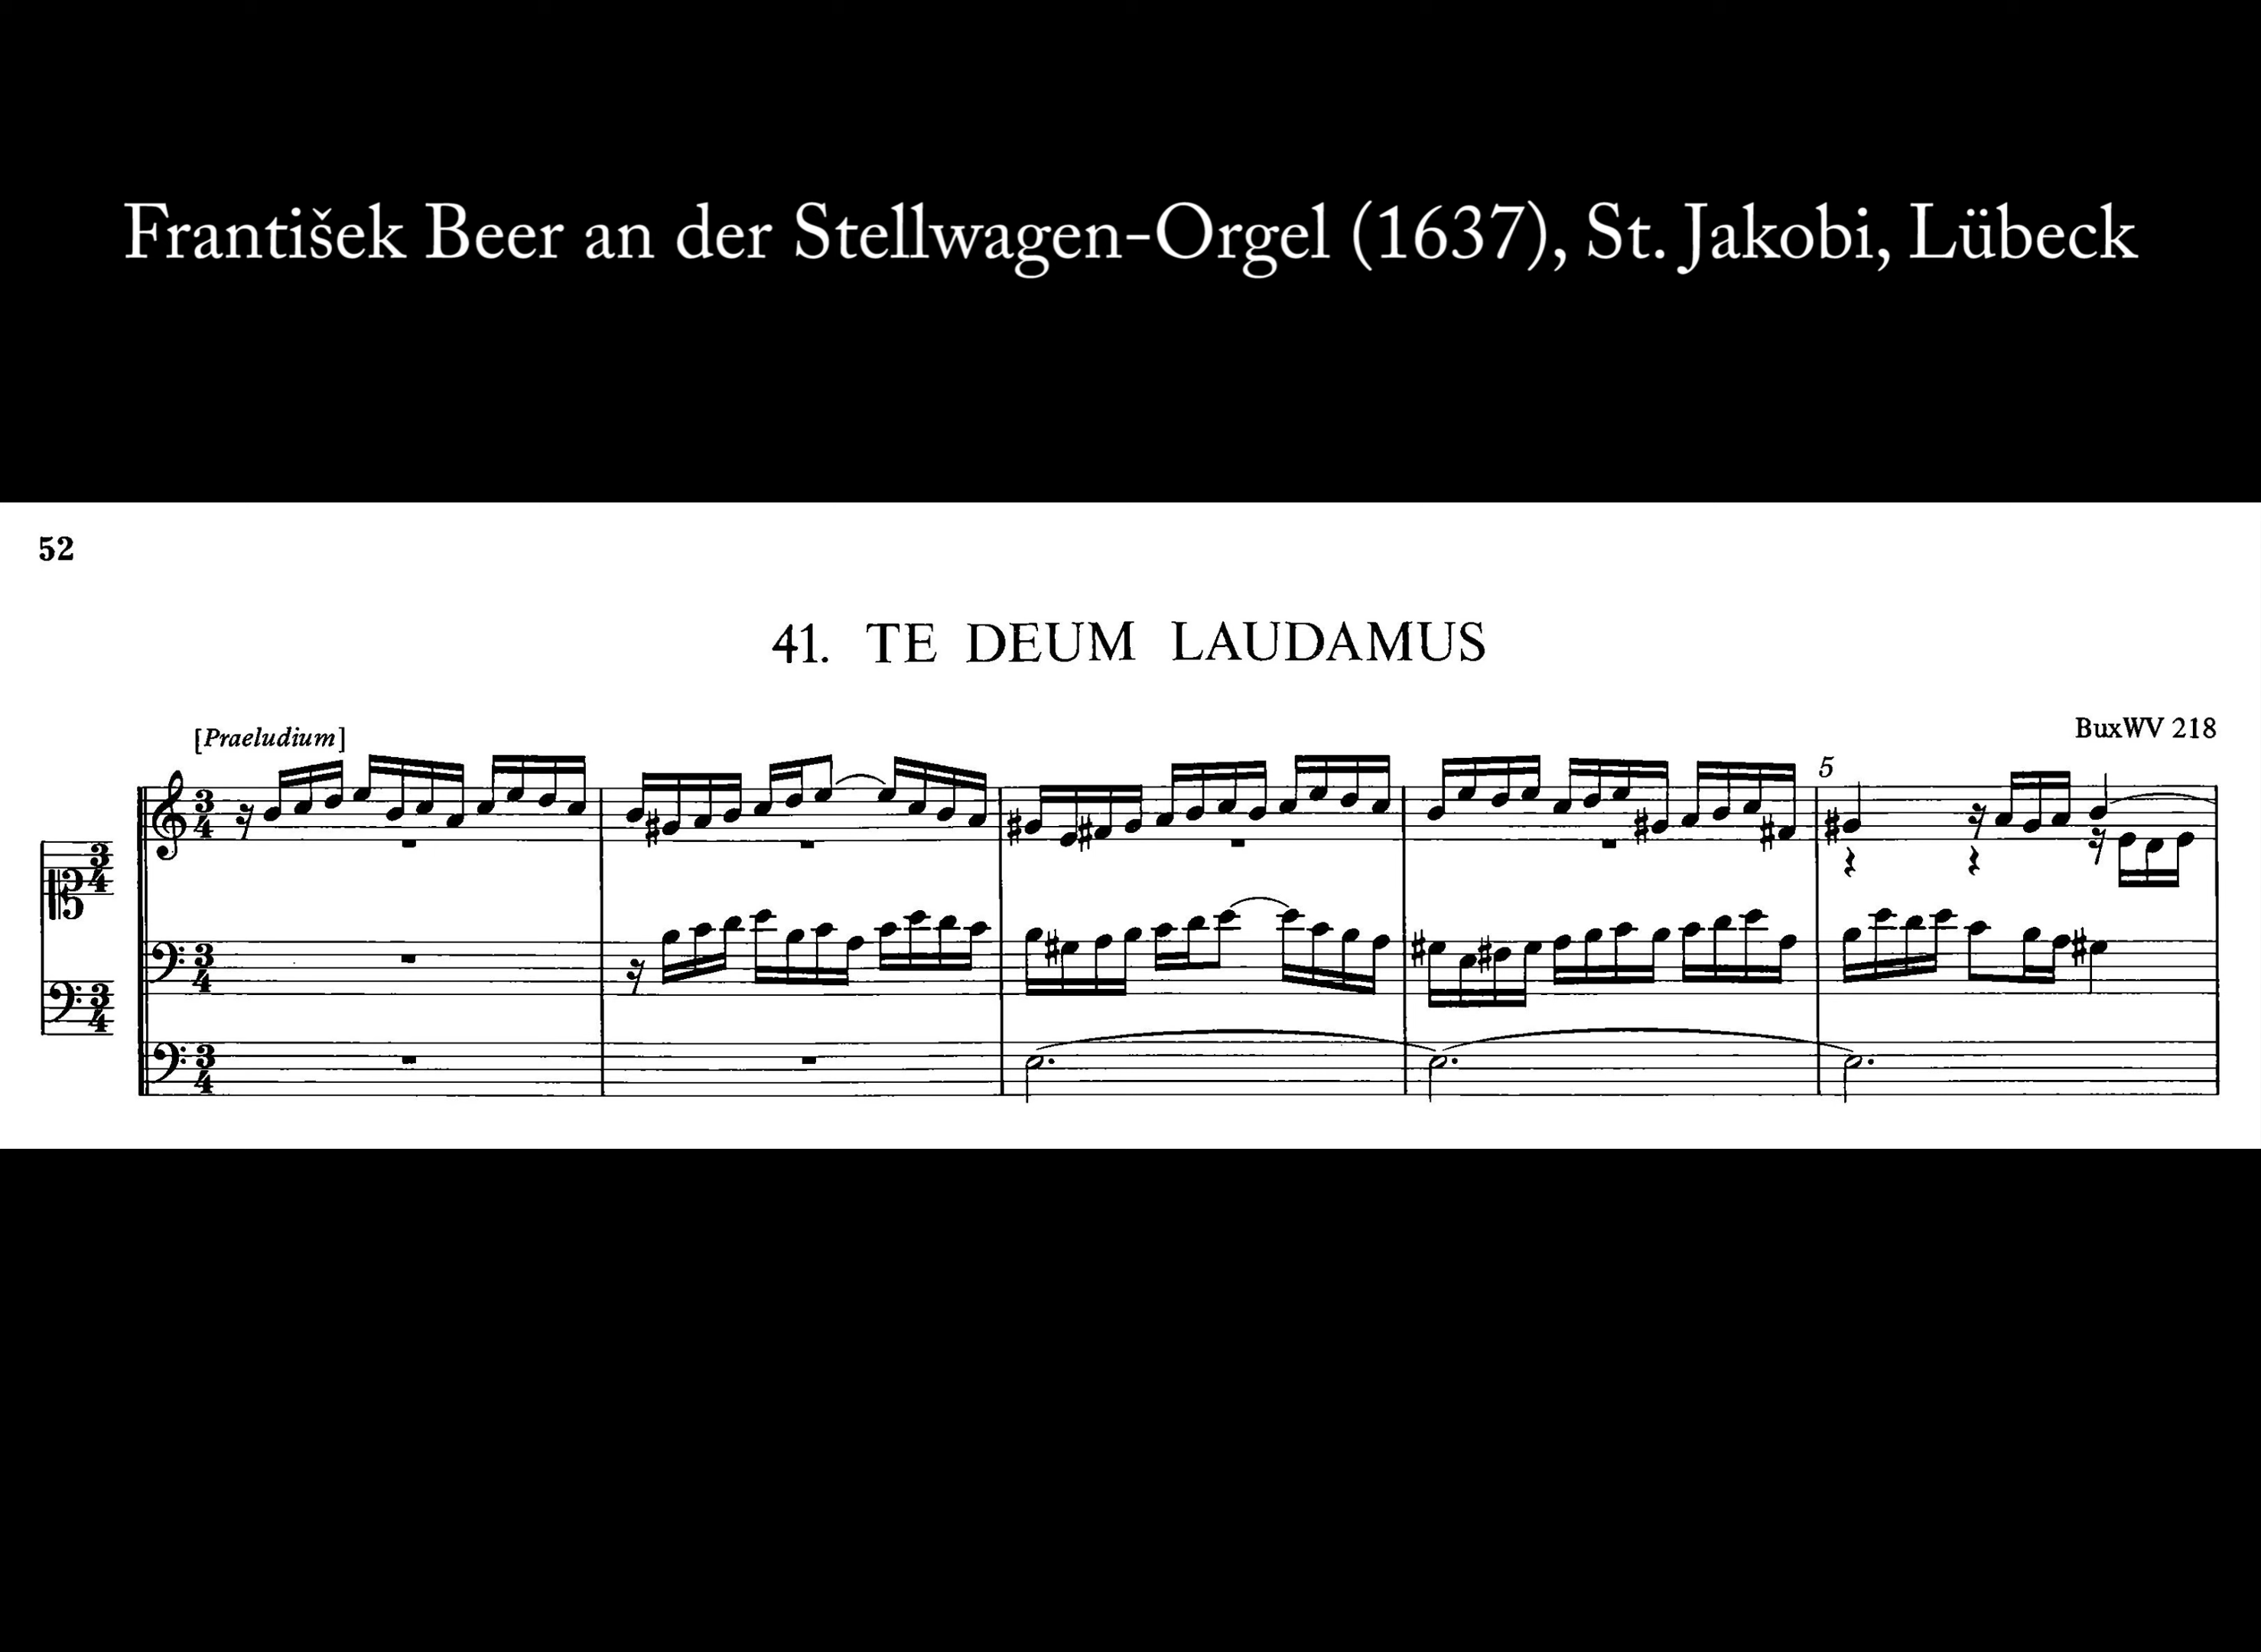 František Beer an der Stellwagen-Orgel (1637), St. Jakobi, Lübeck
52
41. TE DEUM LAUDAMUS
[Praeludium]
BuxWV 218
5